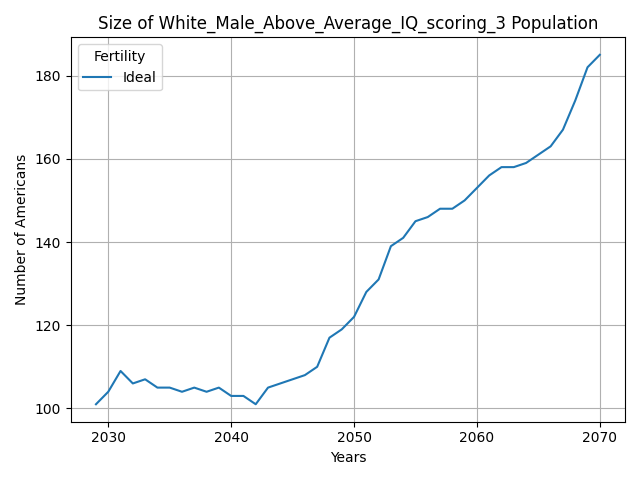 Size of White_Male_Above_Average_IQ_scoring_3 Population
Fertility
Ideal
Number of Americans
180
160
140
120
100
2030 2040 2050 2060 2070
Years